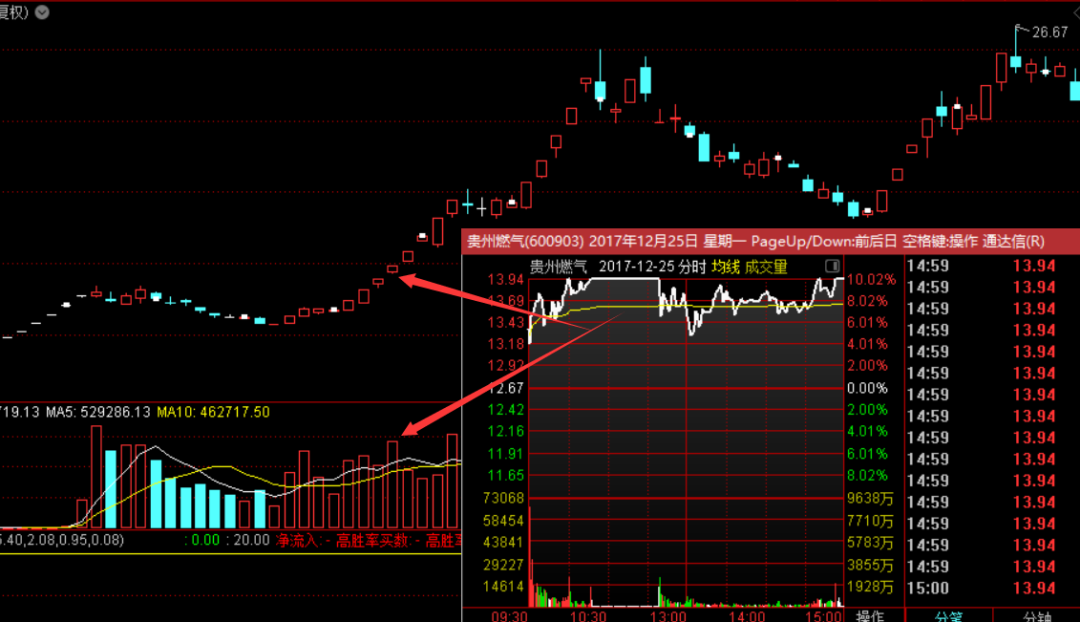 复权)
26.67
贵州燃气(600903) 2017年12月25日 星期一 PageUp/Down:前后日 空格键:操作 通达信(R)
贵州燃气 2017-12-25 分时 均线 成交量
13.94 10.02% 14:59 13.94
13.69 8.02% 14:59 13.94
13.43 6.01% 14:59 13.94
13.18 4.01% 14:59 13.94
12.92 2.00% 14:59 13.94
12.67 0.00% 14:59 13.94
12.42 2.00% 14:59 13.94
12.16 4.01% 14:59 13.94
11.91 6.01% 14:59 13.94
11.65 8.02% 14:59 13.94
73068 9638万 14:59 13.94
58454 7710万 14:59 13.94
43841 5783万 14:59 13.94
29227 3855万 14:59 13.94
14614 1928万 14:59 13.94
15:00 13.94
09:30 10:30 13:00 14:00 15:00 操作 分笔 分钟
719.13 MA5: 529286.13 MA10: 462717.50
5.40,2.08,0.95,0.08) : 0.00 : 20.00 净流入: - 高胜率买数: - 高胜率